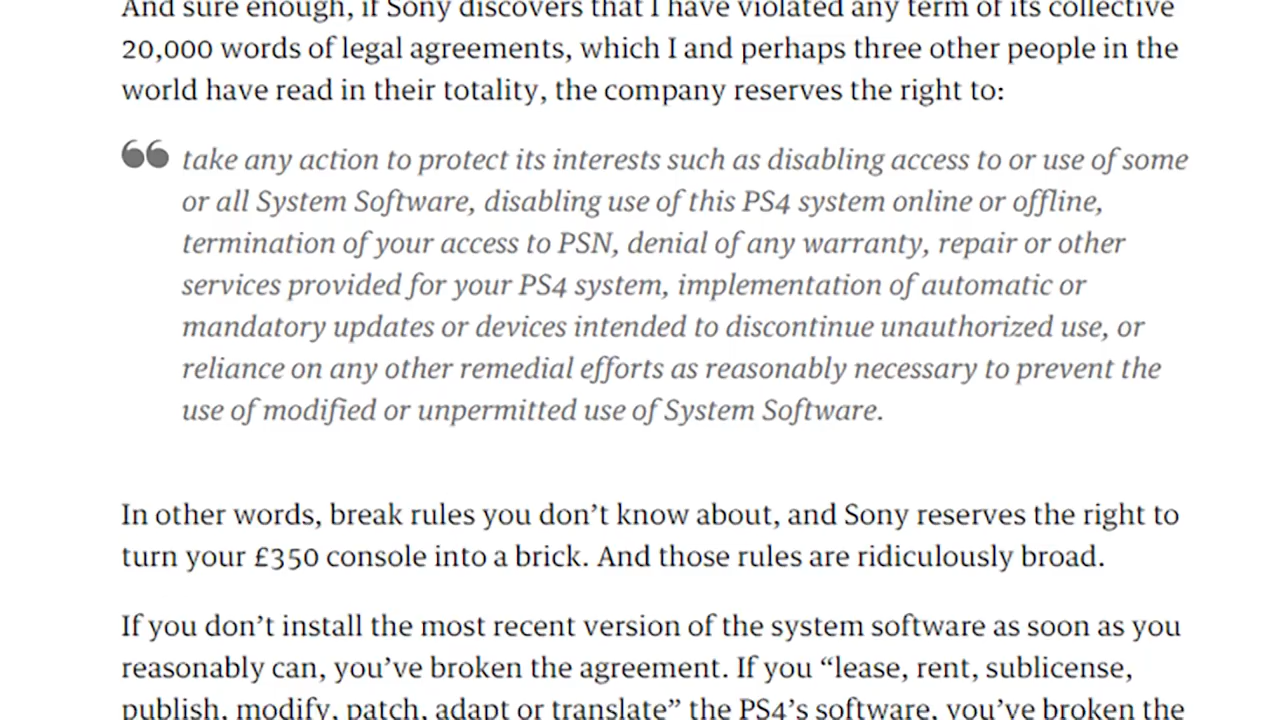 And sure enough, if Sony discovers that I have violated any term of its collective
20,000 words of legal agreements, which I and perhaps three other people in the
world have read in their totality, the company reserves the right to:
“ take any action to protect its interests such as disabling access to or use of some
or all System Software, disabling use of this PS4 system online or offline,
termination of your access to PSN, denial of any warranty, repair or other
services provided for your PS4 system, implementation of automatic or
mandatory updates or devices intended to discontinue unauthorized use, or
reliance on any other remedial efforts as reasonably necessary to prevent the
use of modified or unpermitted use of System Software.
In other words, break rules you don’t know about, and Sony reserves the right to
turn your £350 console into a brick. And those rules are ridiculously broad.
If you don’t install the most recent version of the system software as soon as you
reasonably can, you’ve broken the agreement. If you “lease, rent, sublicense,
publish, modify, patch, adapt or translate” the PS4’s software, you’ve broken the